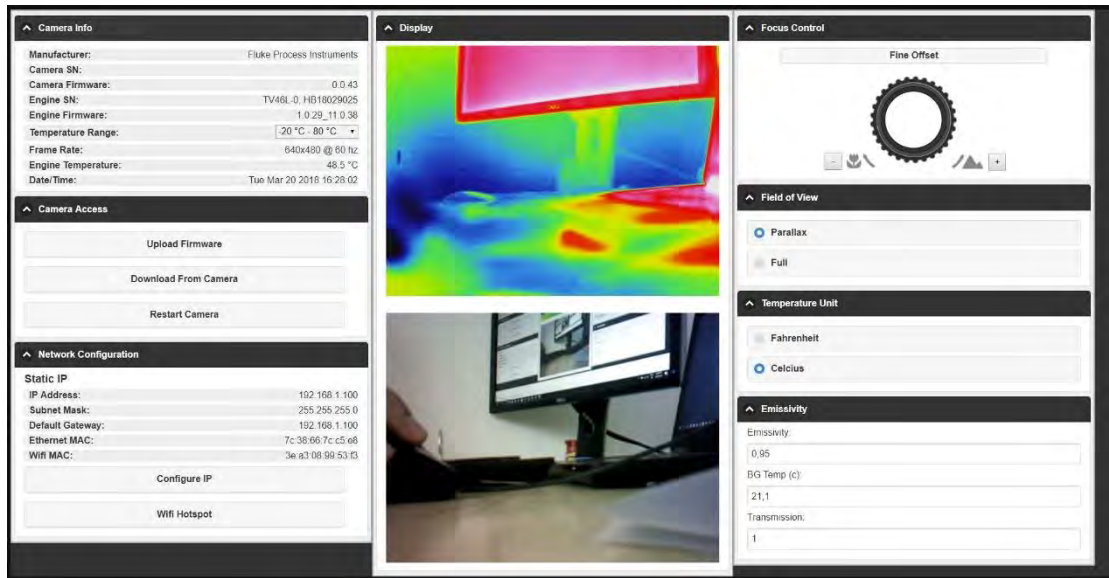 Camera Info
Manufacturer: Fluke Process Instruments
Camera SN:
Camera Firmware: 0.0.43
Engine SN: TV46L-0, HB18029025
Engine Firmware: 1.0.29_11.0.38
Temperature Range: -20 °C - 80 °C
Frame Rate: 640x480 @ 60 hz
Engine Temperature: 48.5 °C
Date/Time: Tue Mar 20 2018 16:28:02
Camera Access
Upload Firmware
Download From Camera
Restart Camera
Network Configuration
Static IP
IP Address: 192.168.1.100
Subnet Mask: 255.255.255.0
Default Gateway: 192.168.1.100
Ethernet MAC: 7c:38:66:7c:c5:e8
Wifi MAC: 3e:a3:08:99:53:f3
Configure IP
Wifi Hotspot
Display
Focus Control
Fine Offset
-
+
Field of View
Parallax
Full
Temperature Unit
Fahrenheit
Celcius
Emissivity
Emissivity:
0,95
BG Temp (c):
21,1
Transmission:
1